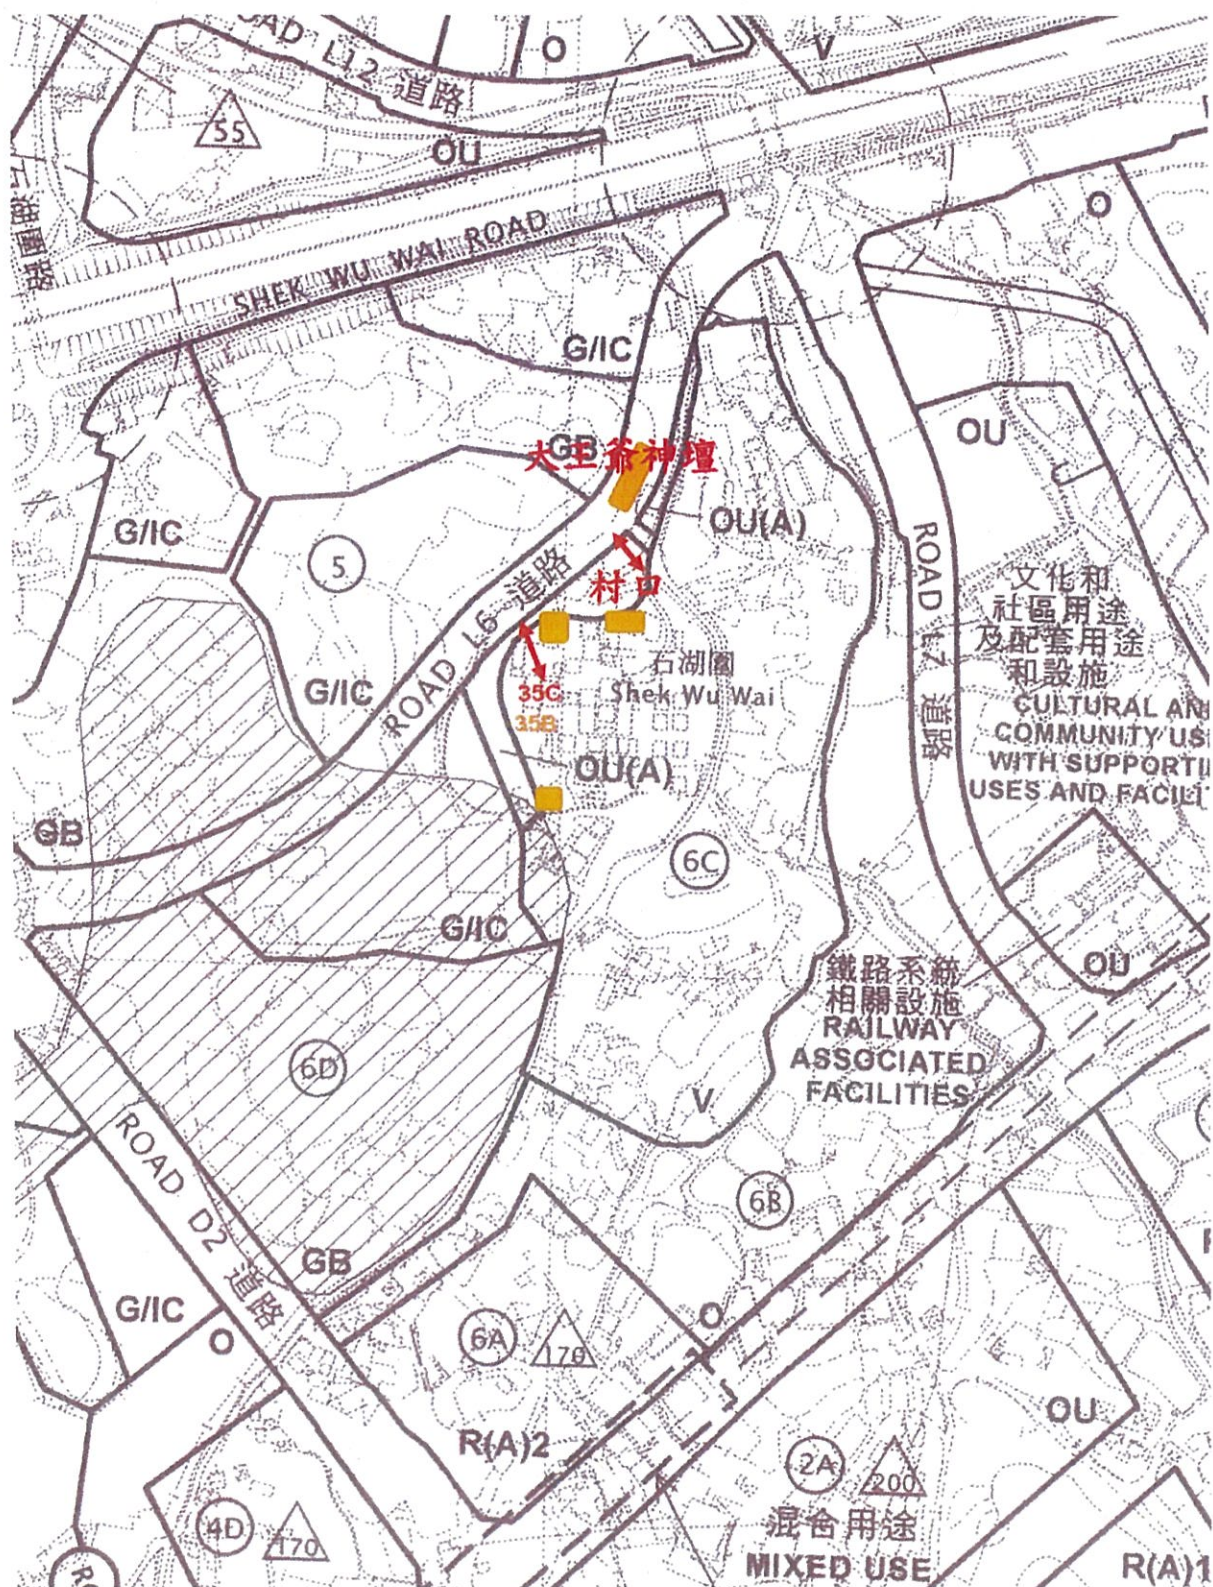 ROAD L12 道路
O
V
55
OU
石湖圍路
SHEK WU WAI ROAD
O
G/IC
GB
大王爺神壇
OU
G/IC
5
OU(A)
ROAD L6 道路
村口
ROAD L7 道路
文化和
社區用途
及配套用途
和設施
CULTURAL AN
COMMUNITY US
WITH SUPPORTI
USES AND FACILIT
石湖圍
Shek Wu Wai
G/IC
35C
35B
OU(A)
GB
6C
G/IC
鐵路系統
相關設施
RAILWAY
ASSOCIATED
FACILITIES
OU
6D
V
ROAD D2 道路
6B
GB
G/IC
O
6A
170
O
R(A)2
OU
2A
200
混合用途
MIXED USE
4D
170
R(A)1